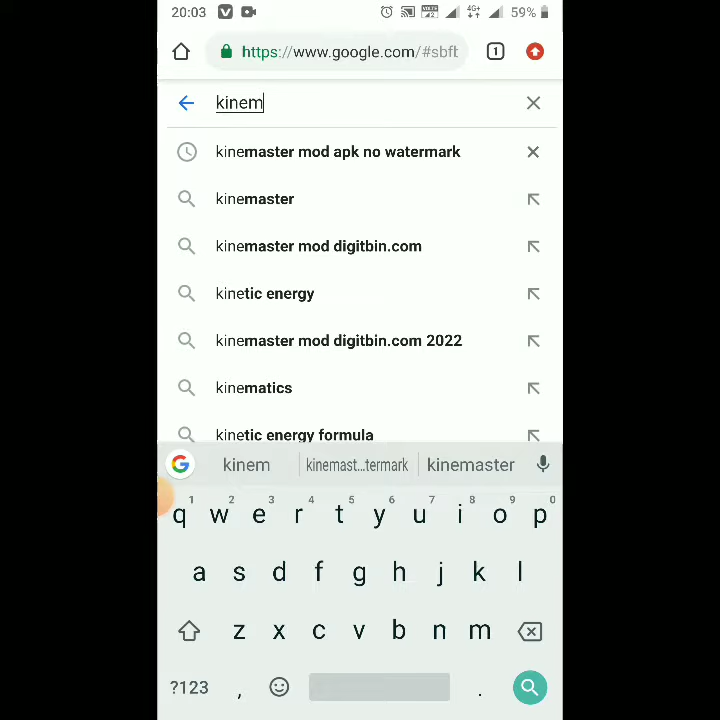 20:03 59%
https://www.google.com/#sbft
1
kinem
kinemaster mod apk no watermark
kinemaster
kinemaster mod digitbin.com
kinetic energy
kinemaster mod digitbin.com 2022
kinematics
kinetic energy formula
kinem kinemast...termark kinemaster
1 2 3 4 5 6 7 8 9 0
q w e r t y u i o p
a s d f g h j k l
z x c v b n m
?123 , .